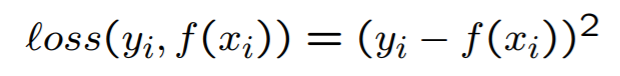 ℓoss(yᵢ, f(xᵢ)) = (yᵢ − f(xᵢ))²